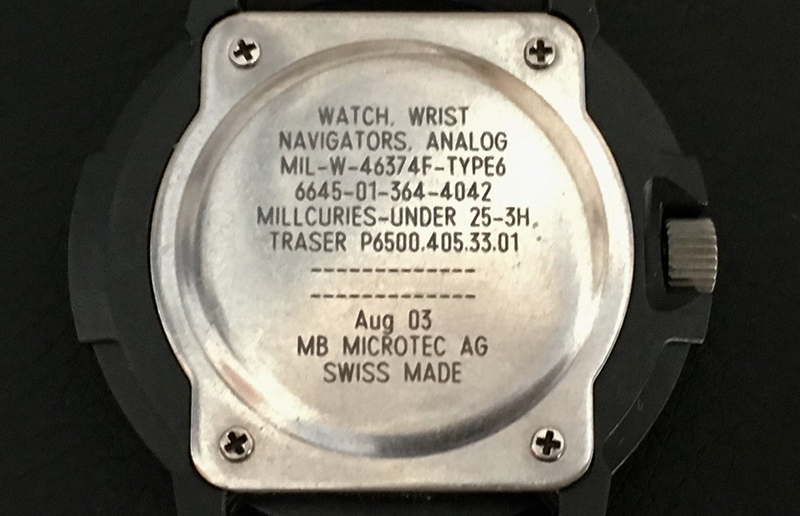 WATCH, WRIST
NAVIGATORS, ANALOG
MIL-W-46374F-TYPE6
6645-01-364-4042
MILLCURIES-UNDER 25-3H.
TRASER P6500.405.33.01
-------------
-------------
Aug 03
MB MICROTEC AG
SWISS MADE